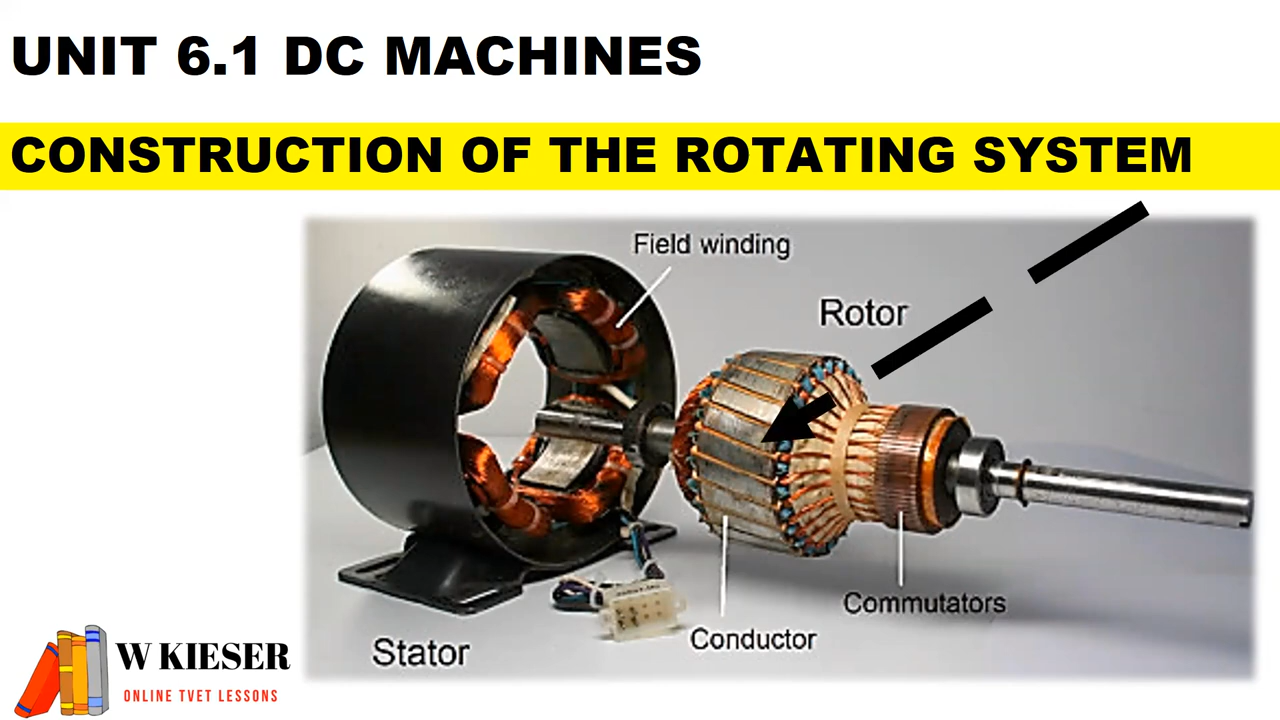 UNIT 6.1 DC MACHINES
CONSTRUCTION OF THE ROTATING SYSTEM
Field winding
Rotor
Commutators
Conductor
Stator
W KIESER
ONLINE TVET LESSONS